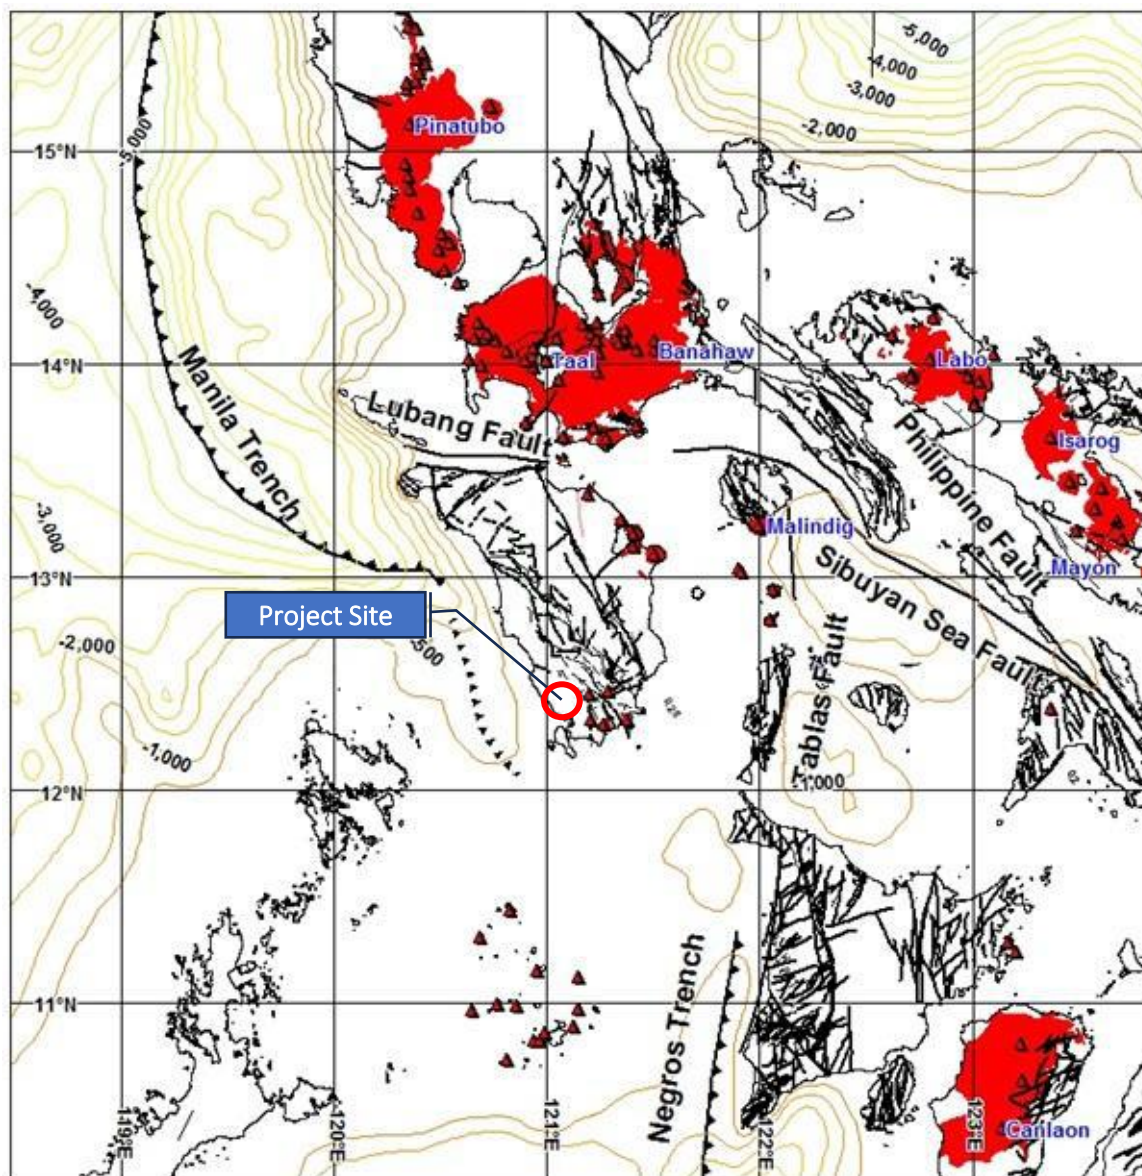 -5,000
-4,000
-3,000
-2,000
Pinatubo
-5,000
15°N
-4,000
Taal
Banahaw
Labo
14°N
Manila Trench
Lubang Fault
Philippine Fault
Isarog
-3,000
Malindig
Sibuyan Sea Fault
Mayon
13°N
Project Site
-2,000
-500
Tablas Fault
-1,000
-1,000
12°N
11°N
Negros Trench
119°E
120°E
121°E
122°E
123°E
Canlaon